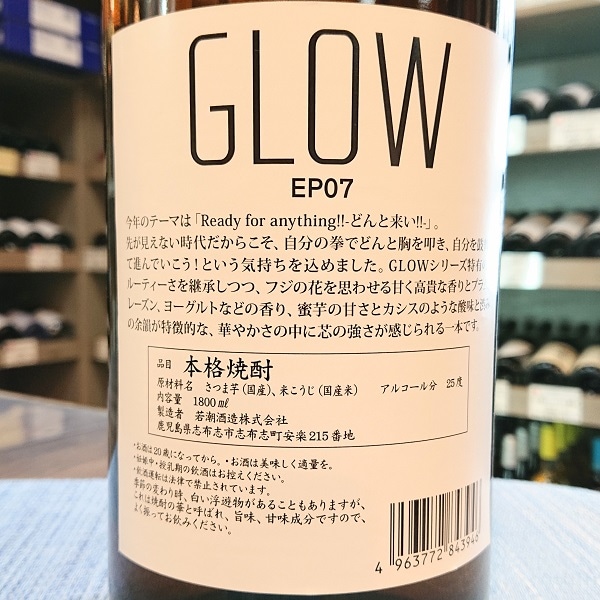 GLOW
EP07
今年のテーマは「Ready for anything!!-どんと来い!!-」。
先が見えない時代だからこそ、自分の拳でどんと胸を叩き、自分を鼓
て進んでいこう！という気持ちを込めました。GLOWシリーズ特有の
ルーティーさを継承しつつ、フジの花を思わせる甘く高貴な香りとブラ
レーズン、ヨーグルトなどの香り、蜜芋の甘さとカシスのような酸味と
の余韻が特徴的な、華やかさの中に芯の強さが感じられる一本です。
品目 本格焼酎
原材料名 さつま芋(国産)、米こうじ(国産米) アルコール分 25度
内容量 1800㎖
製造者 若潮酒造株式会社
鹿児島県志布志市志布志町安楽215番地
・お酒は20歳になってから。・お酒は美味しく適量を。
・妊娠中・授乳期の飲酒はお控えください。
・飲酒運転は法律で禁止されています。
季節の変わり時、白い浮遊物があることもありますが、
これは焼酎の華と呼ばれ、旨味、甘味成分ですので、
よく振ってお飲みください。
4 963772 843946